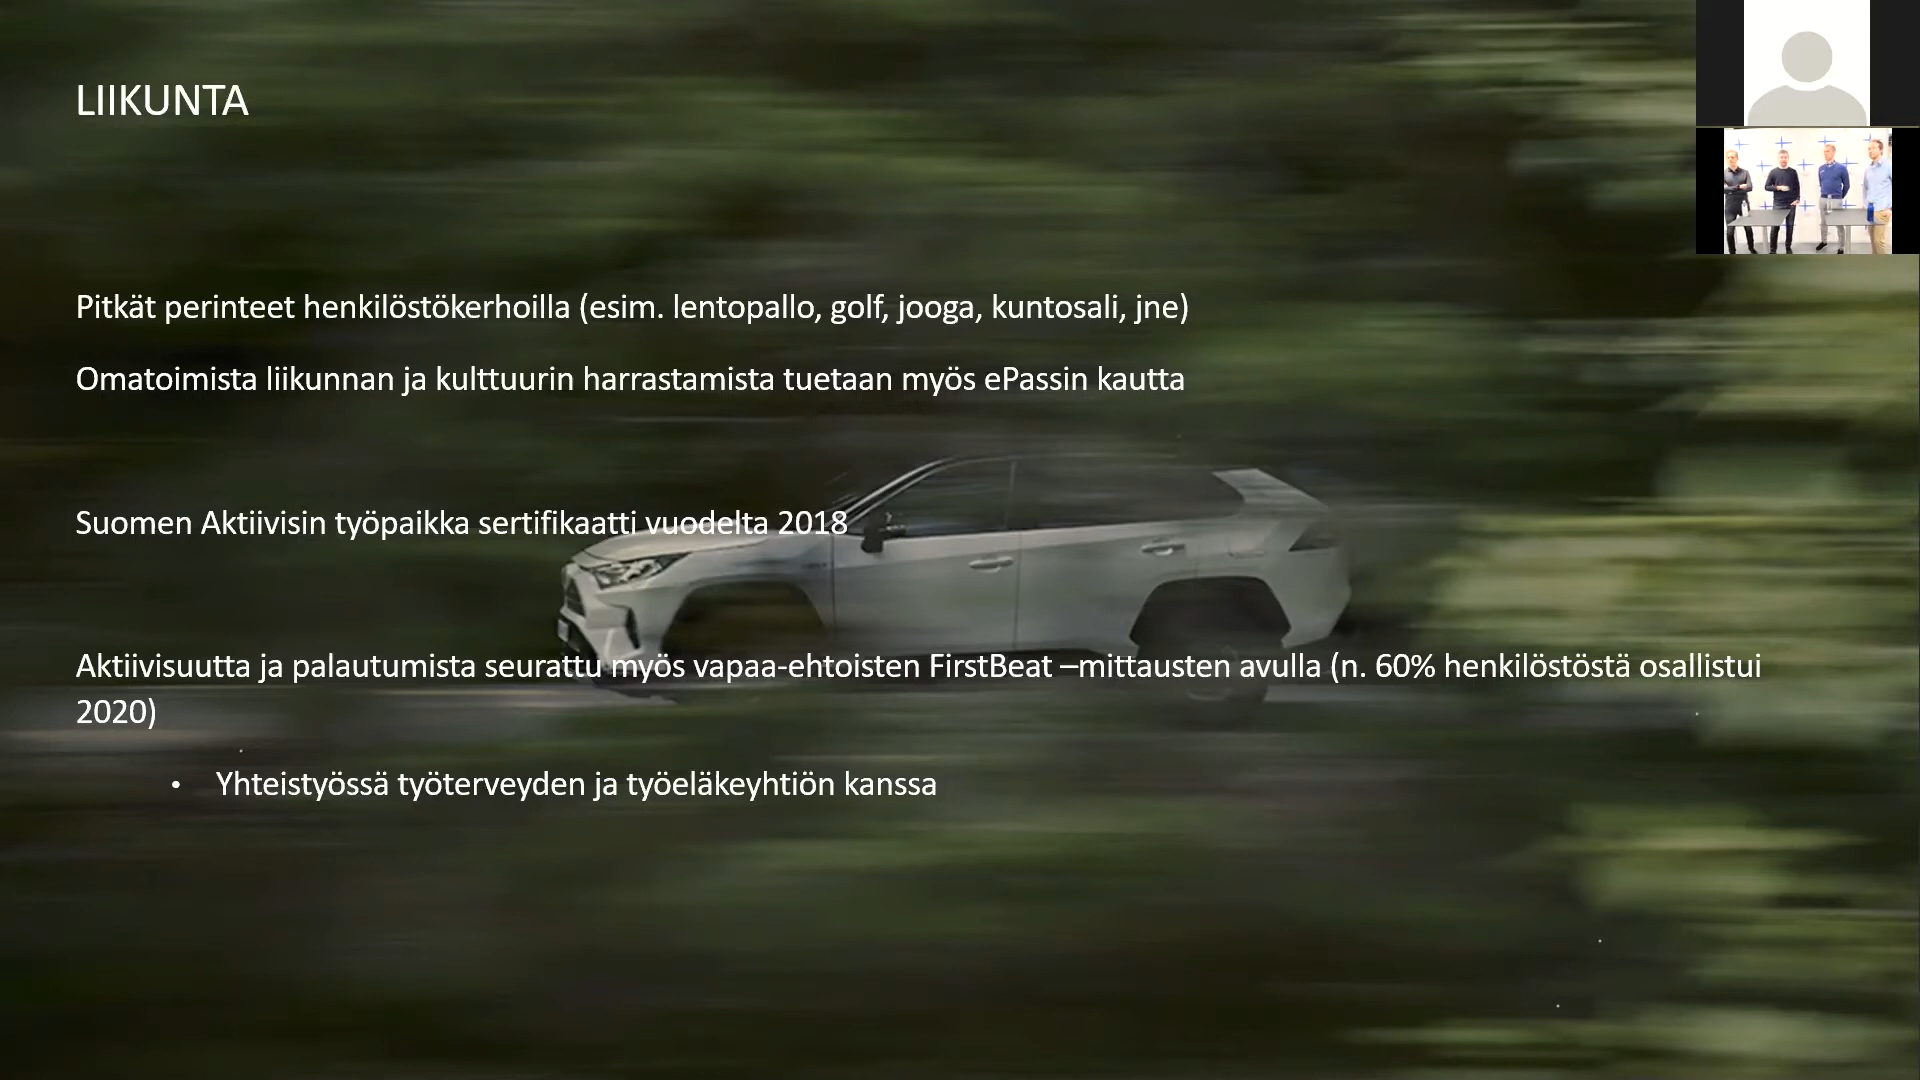 LIIKUNTA
Pitkät perinteet henkilöstökerhoilla (esim. lentopallo, golf, jooga, kuntosali, jne)
Omatoimista liikunnan ja kulttuurin harrastamista tuetaan myös ePassin kautta
Suomen Aktiivisin työpaikka sertifikaatti vuodelta 2018
Aktiivisuutta ja palautumista seurattu myös vapaa-ehtoisten FirstBeat –mittausten avulla (n. 60% henkilöstöstä osallistui
2020)
• Yhteistyössä työterveyden ja työeläkeyhtiön kanssa